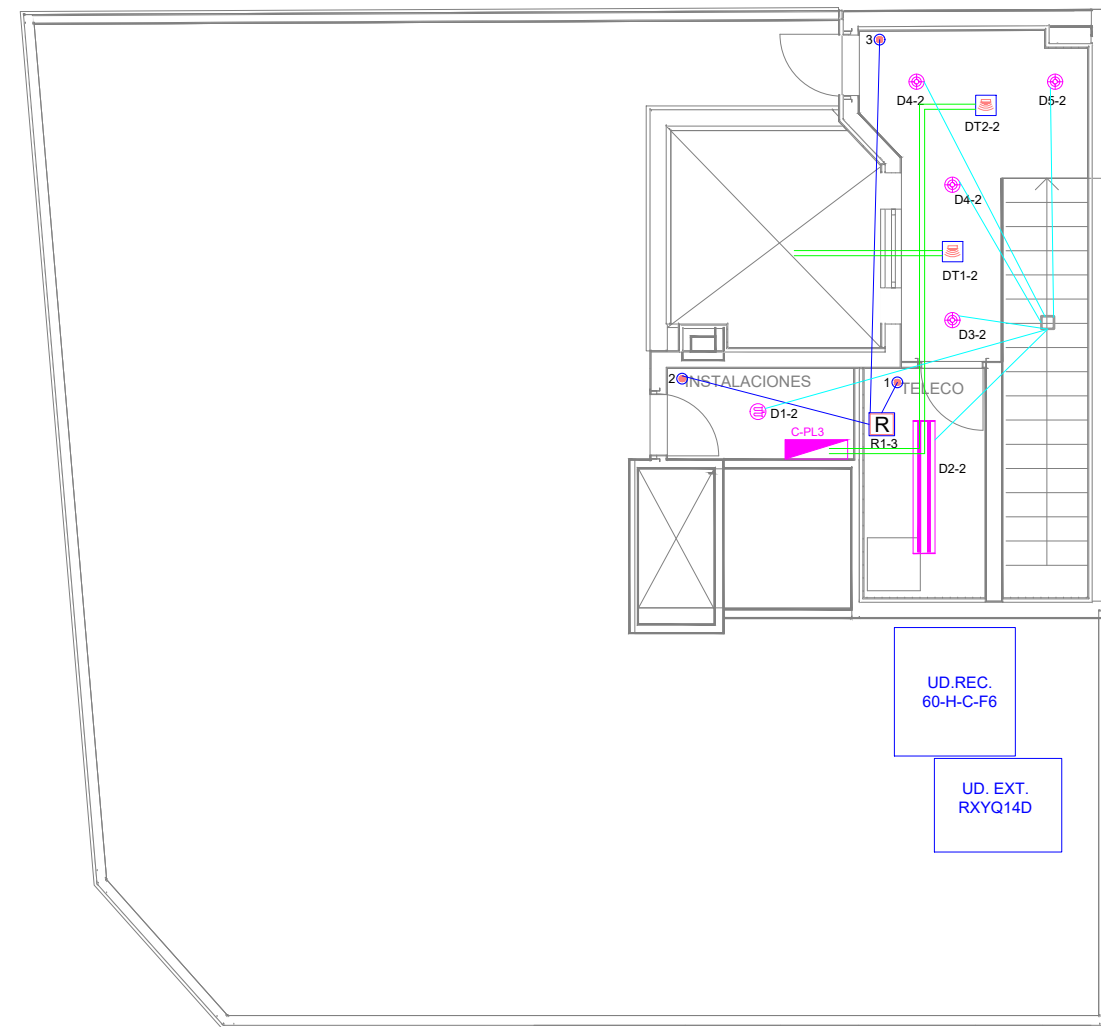 3
D4-2
D5-2
DT2-2
D4-2
DT1-2
D3-2
2
INSTALACIONES
1
TELECO
D1-2
C-PL3
R
R1-3
D2-2
UD.REC.
60-H-C-F6
UD. EXT.
RXYQ14D